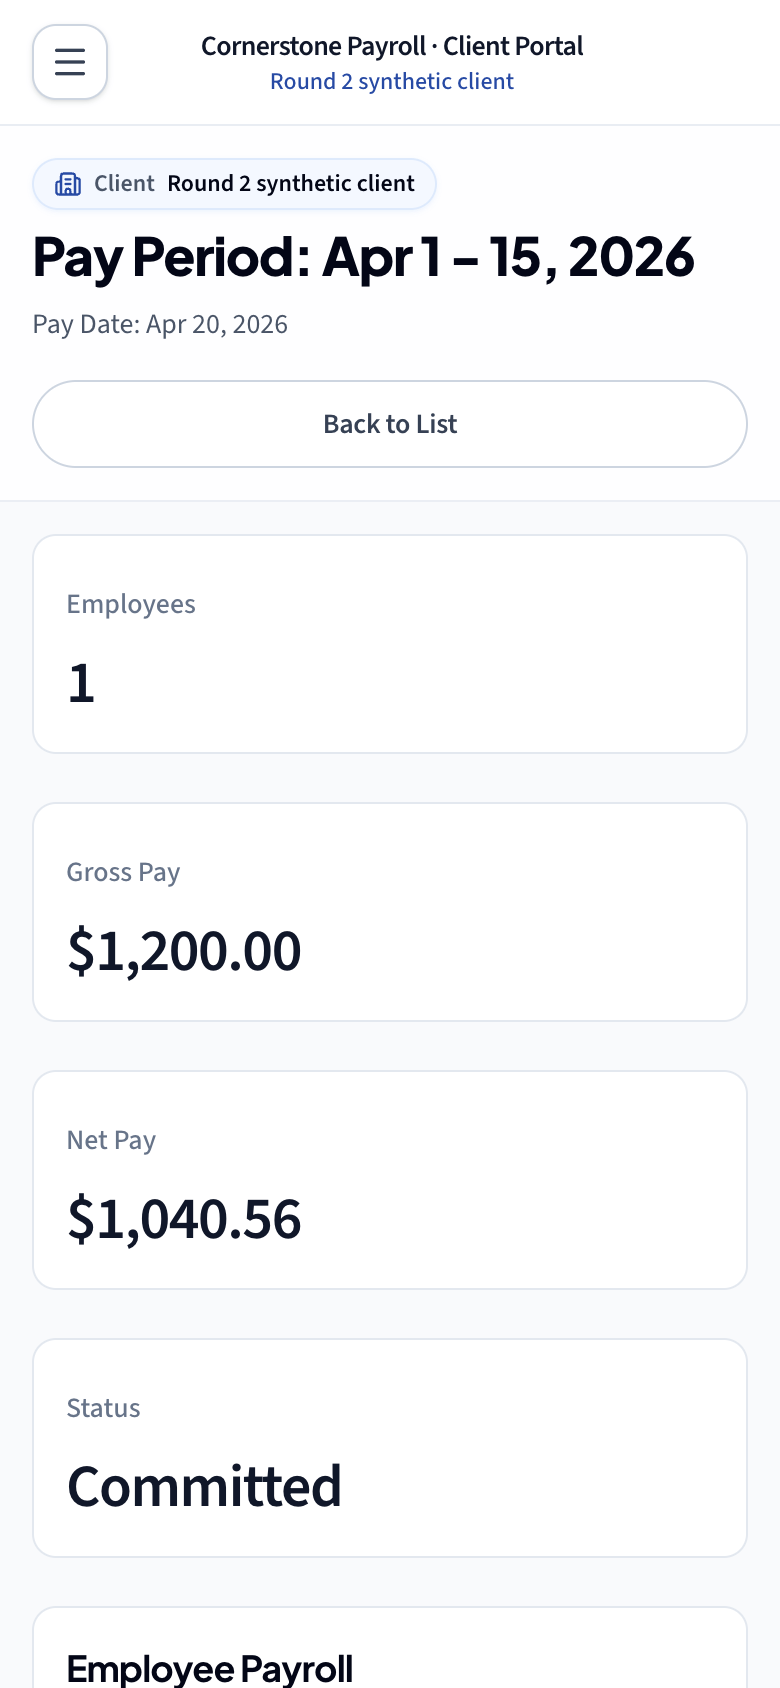 Cornerstone Payroll · Client Portal
Round 2 synthetic client
Client Round 2 synthetic client
Pay Period: Apr 1 – 15, 2026
Pay Date: Apr 20, 2026
Back to List
Employees
1
Gross Pay
$1,200.00
Net Pay
$1,040.56
Status
Committed
Employee Payroll